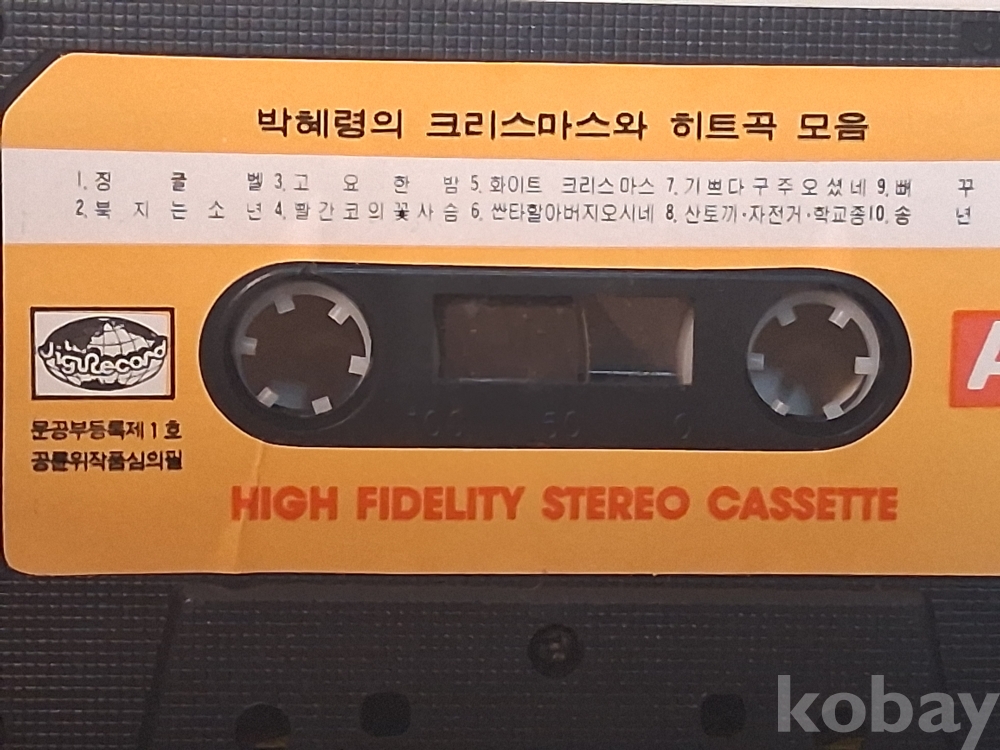 박혜령의 크리스마스와 히트곡 모음
1. 징글벨 3. 고요한밤 5. 화이트 크리스마스 7. 기쁘다구주오셨네 9. 뻐꾸
2. 북치는소년 4. 빨간코의꽃사슴 6. 싼타할아버지오시네 8. 산토끼·자전거·학교종 10. 송년
Jigu Record
문공부등록제1호
공륜위작품심의필
100 50 0
A
HIGH FIDELITY STEREO CASSETTE
kobay